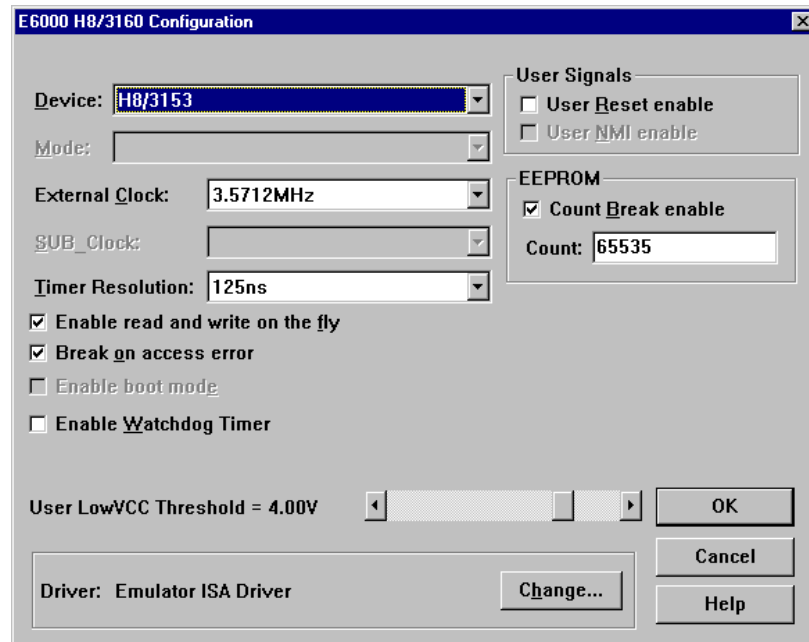 E6000 H8/3160 Configuration
Device: H8/3153
Mode:
External Clock: 3.5712MHz
SUB_Clock:
Timer Resolution: 125ns
Enable read and write on the fly
Break on access error
Enable boot mode
Enable Watchdog Timer
User Signals
User Reset enable
User NMI enable
EEPROM
Count Break enable
Count: 65535
User LowVCC Threshold = 4.00V
OK
Cancel
Help
Driver: Emulator ISA Driver
Change...